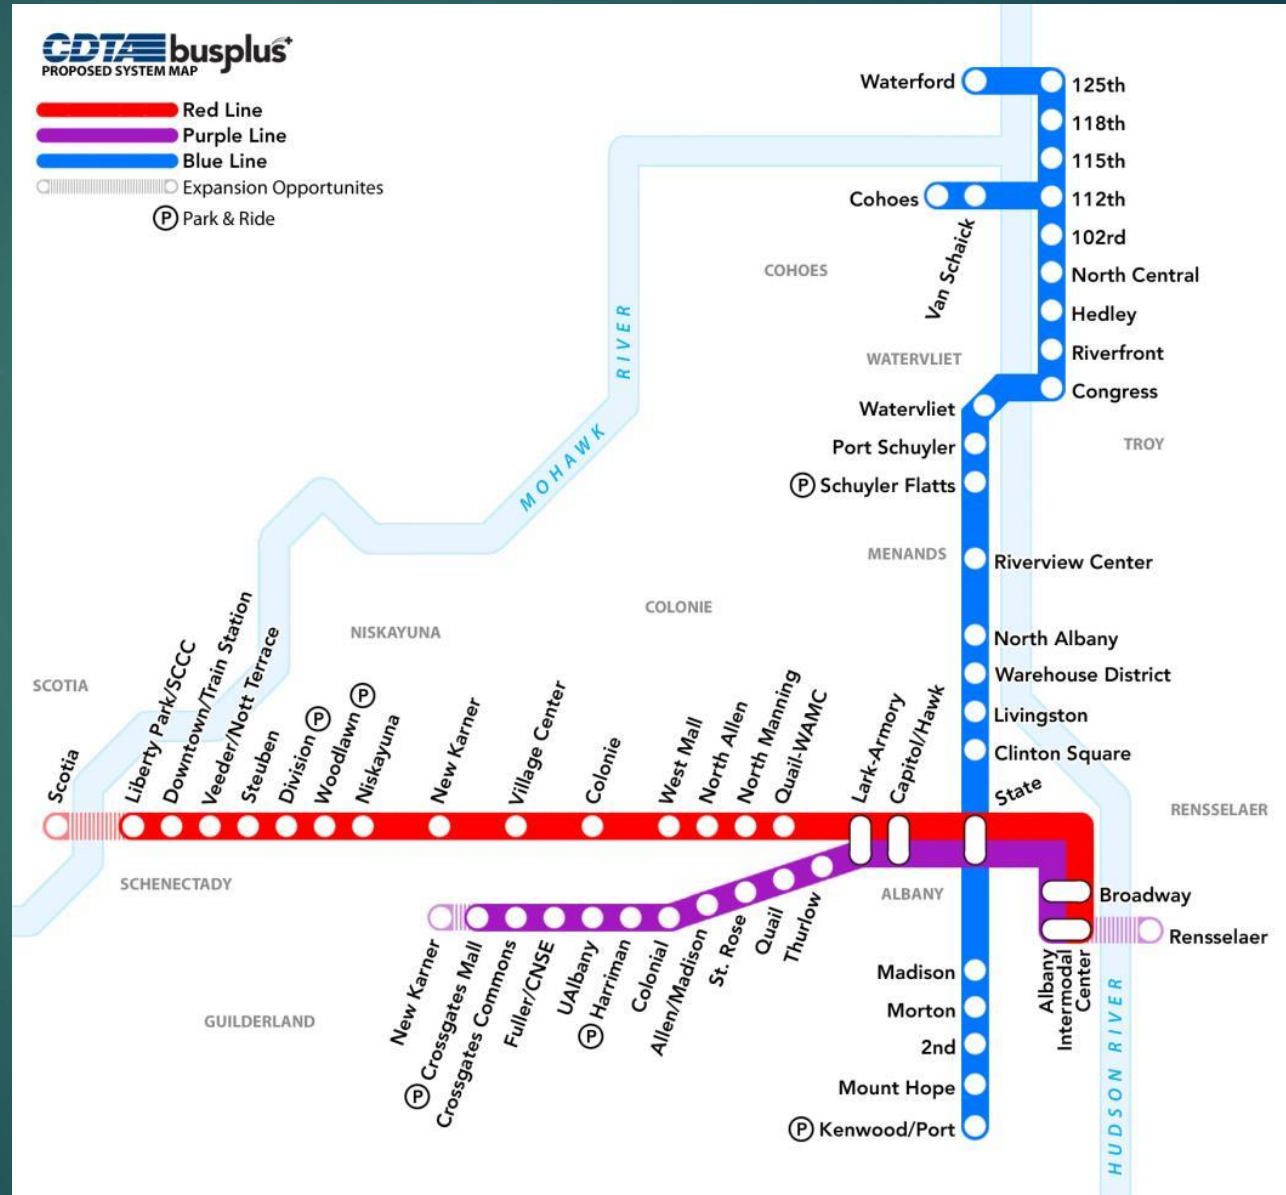 CDTA busplus+
PROPOSED SYSTEM MAP
Red Line
Purple Line
Blue Line
Expansion Opportunites
P Park & Ride
Waterford
125th
118th
115th
Cohoes
112th
Van Schaick
102rd
COHOES
North Central
Hedley
MOHAWK RIVER
WATERVLIET
Riverfront
Congress
Watervliet
Port Schuyler
TROY
P Schuyler Flatts
MENANDS
Riverview Center
COLONIE
NISKAYUNA
North Albany
Warehouse District
Livingston
Clinton Square
State
SCOTIA
RENSSELAER
Scotia
Liberty Park/SCCC
Downtown/Train Station
Veeder/Nott Terrace
Steuben
Division P
Woodlawn P
Niskayuna
New Karner
Village Center
Colonie
West Mall
North Allen
North Manning
Quail-WAMC
Lark-Armory
Capitol/Hawk
SCHENECTADY
ALBANY
Broadway
Rensselaer
Albany
Intermodal
Center
New Karner
P Crossgates Mall
Crossgates Commons
Fuller/CNSE
UAlbany
P Harriman
Colonial
Allen/Madison
St. Rose
Quail
Thurlow
GUILDERLAND
Madison
Morton
2nd
Mount Hope
P Kenwood/Port
HUDSON RIVER